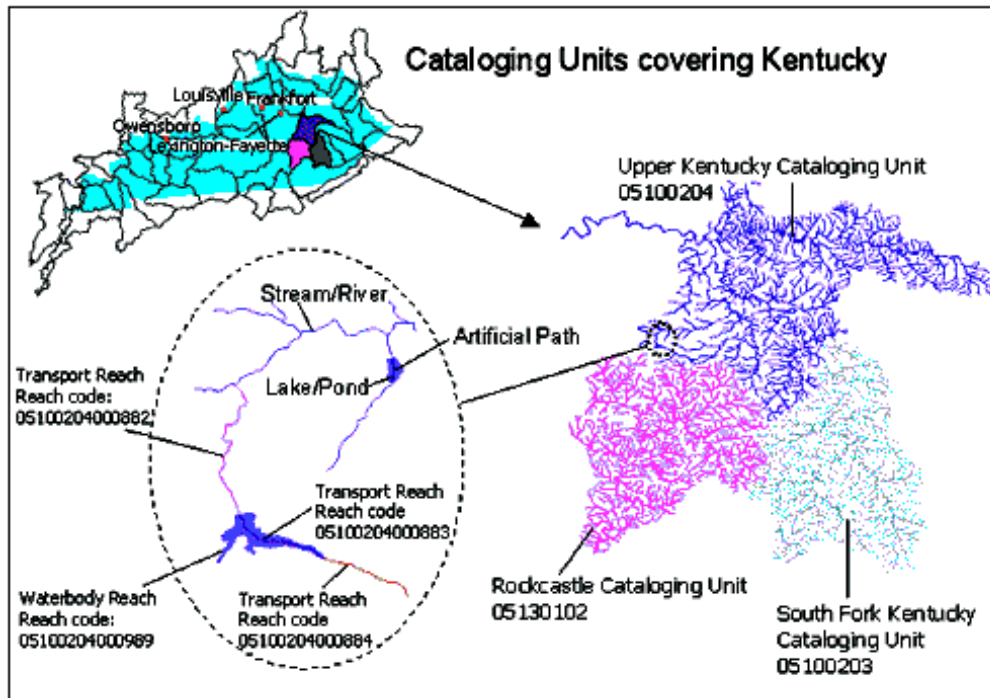 Cataloging Units covering Kentucky
Louisville
Frankfort
Owensboro
Lexington-Fayette
Upper Kentucky Cataloging Unit
05100204
Stream/River
Artificial Path
Lake/Pond
Transport Reach
Reach code:
05100204000882
Transport Reach
Reach code
05100204000883
Waterbody Reach
Reach code:
05100204000989
Transport Reach
Reach code
05100204000884
Rockcastle Cataloging Unit
05130102
South Fork Kentucky
Cataloging Unit
05100203